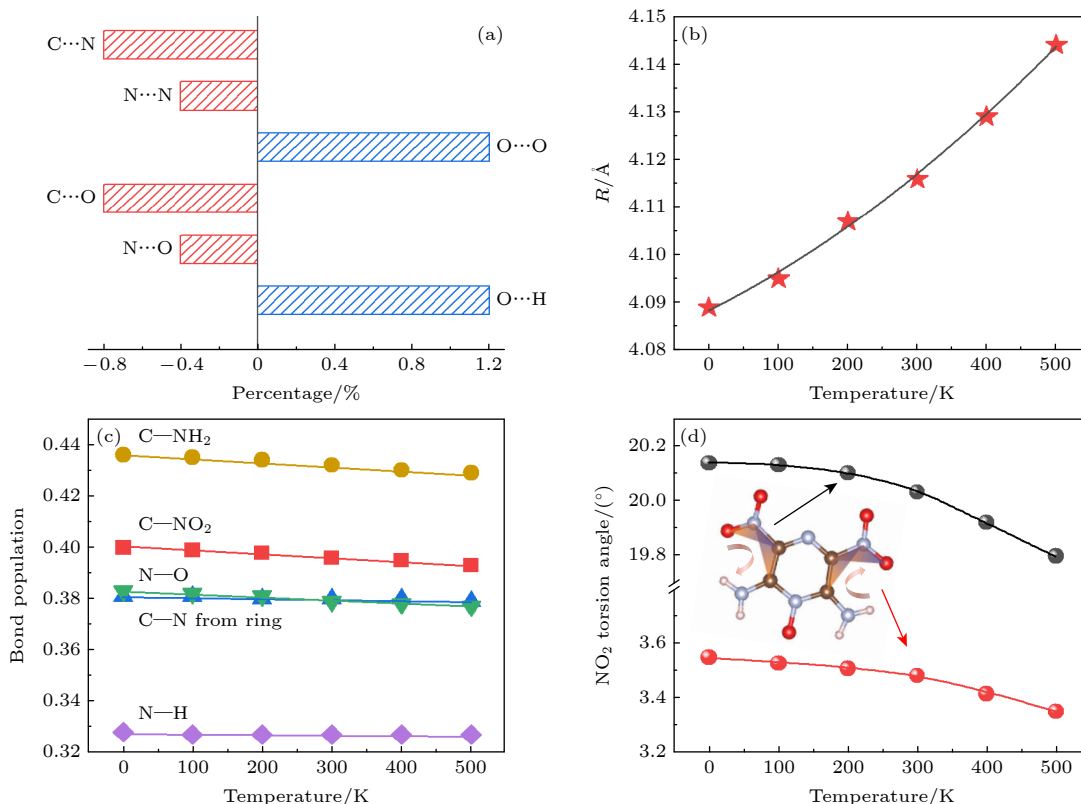 (a)
C···N
N···N
O···O
C···O
N···O
O···H
−0.8 −0.4 0 0.4 0.8 1.2
Percentage/%
(b)
4.15
4.14
4.13
4.12
4.11
4.10
4.09
4.08
R/Å
0 100 200 300 400 500
Temperature/K
(c)
0.44
0.42
0.40
0.38
0.33
0.32
Bond population
C—NH₂
C—NO₂
N—O
C—N from ring
N—H
0 100 200 300 400 500
Temperature/K
(d)
20.2
20.0
19.8
3.6
3.4
3.2
NO₂ torsion angle/(°)
0 100 200 300 400 500
Temperature/K